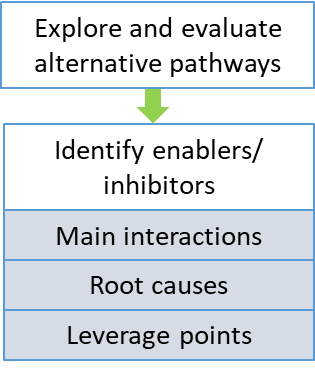 Explore and evaluate
alternative pathways
Identify enablers/
inhibitors
Main interactions
Root causes
Leverage points